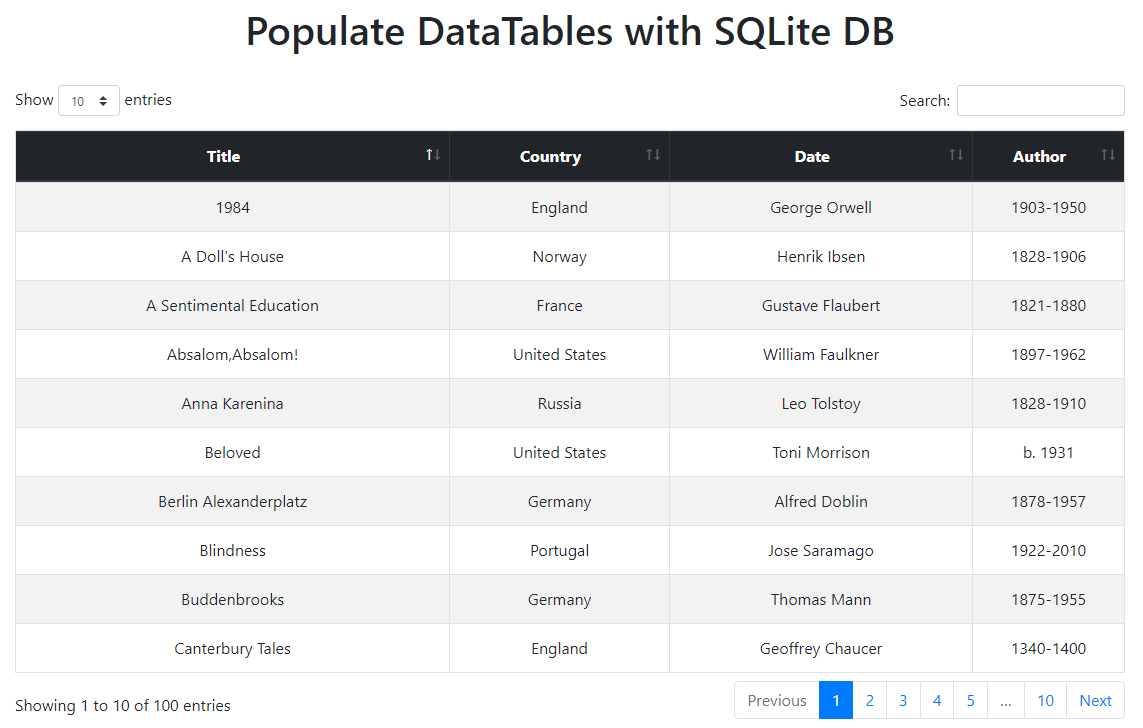 Populate DataTables with SQLite DB
Show 10 entries Search:
Title Country Date Author
1984 England George Orwell 1903-1950
A Doll's House Norway Henrik Ibsen 1828-1906
A Sentimental Education France Gustave Flaubert 1821-1880
Absalom,Absalom! United States William Faulkner 1897-1962
Anna Karenina Russia Leo Tolstoy 1828-1910
Beloved United States Toni Morrison b. 1931
Berlin Alexanderplatz Germany Alfred Doblin 1878-1957
Blindness Portugal Jose Saramago 1922-2010
Buddenbrooks Germany Thomas Mann 1875-1955
Canterbury Tales England Geoffrey Chaucer 1340-1400
Showing 1 to 10 of 100 entries Previous 1 2 3 4 5 ... 10 Next